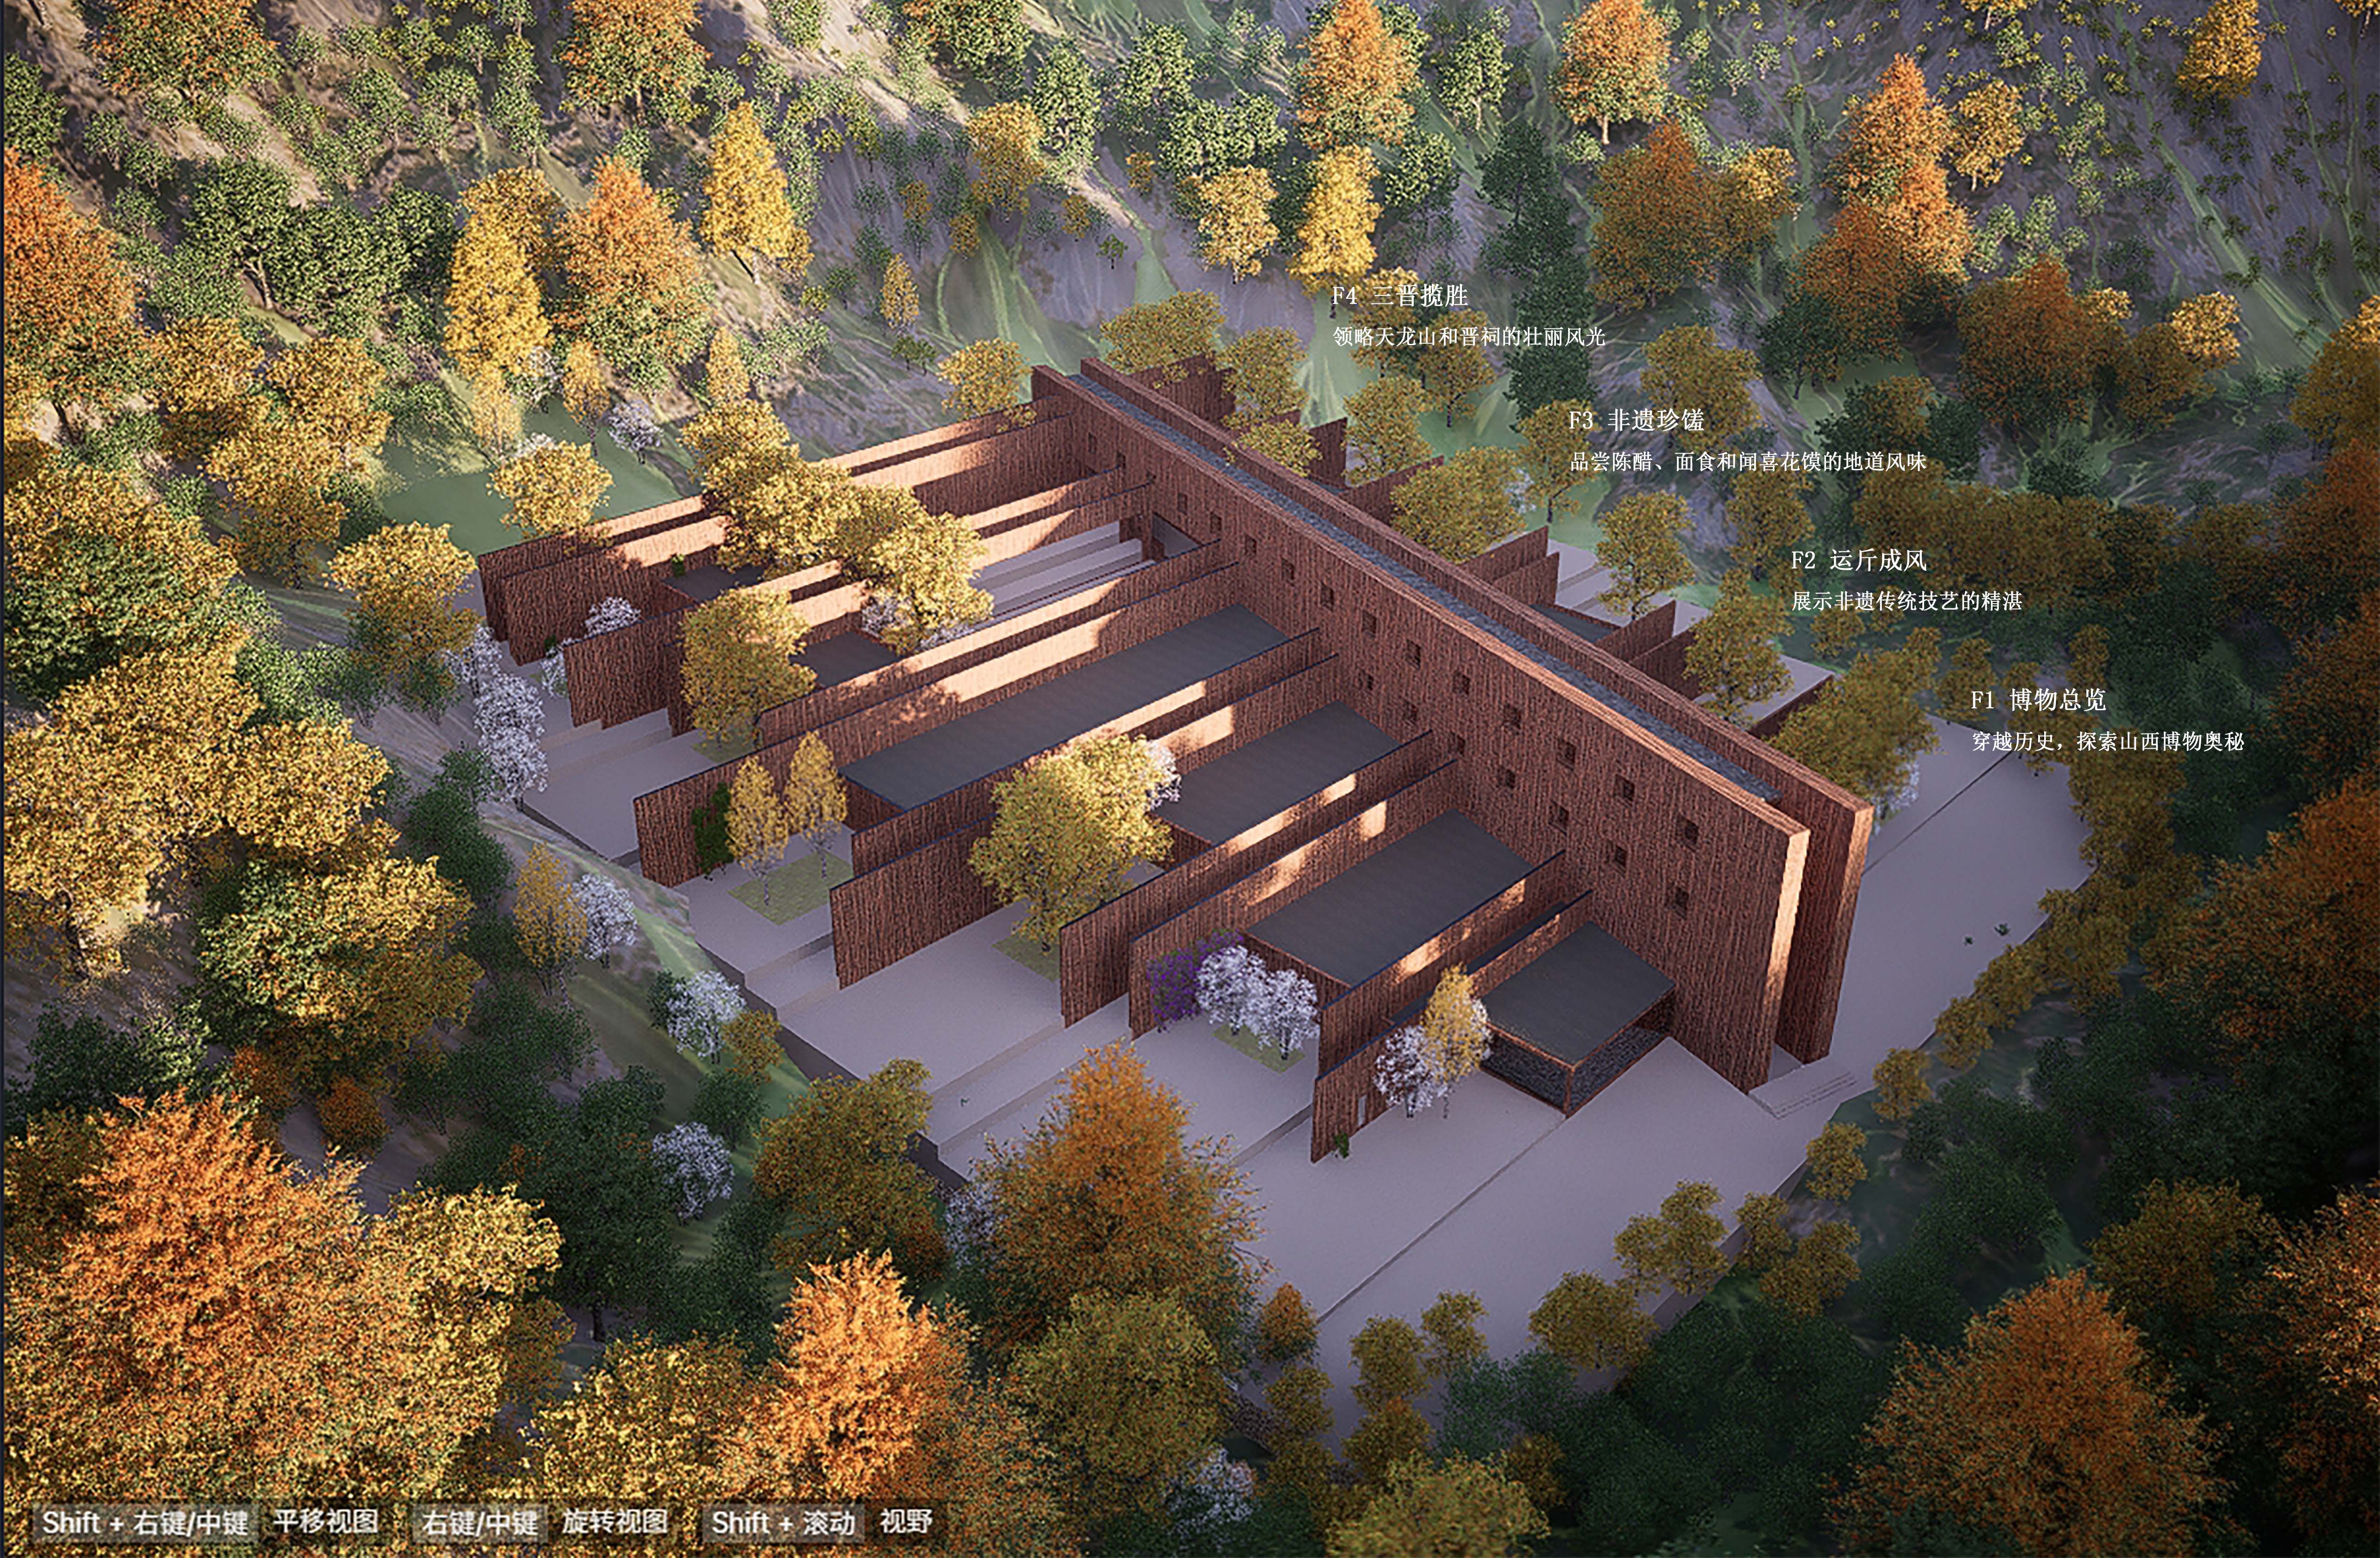 F4 三晋揽胜
领略天龙山和晋祠的壮丽风光
F3 非遗珍馐
品尝陈醋、面食和闻喜花馍的地道风味
F2 运斤成风
展示非遗传统技艺的精湛
F1 博物总览
穿越历史，探索山西博物奥秘
Shift + 右键/中键 平移视图 右键/中键 旋转视图 Shift + 滚动 视野